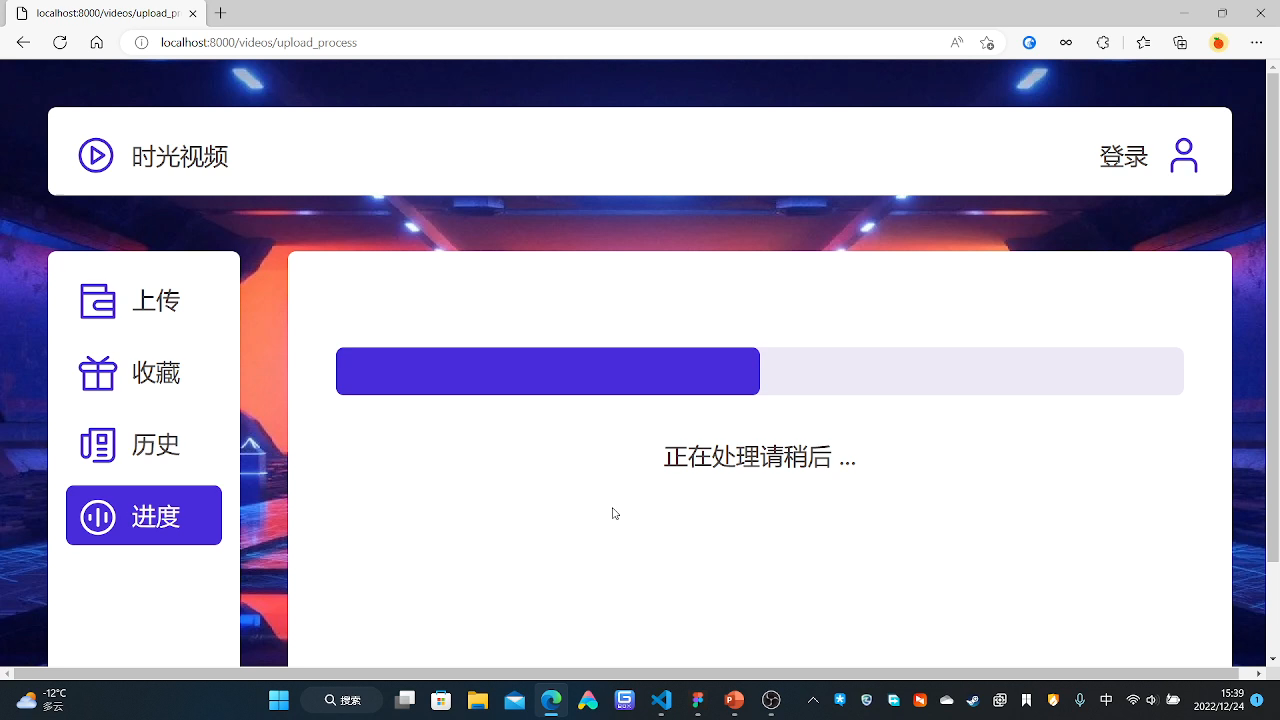 localhost:8000/videos/upload_pr
localhost:8000/videos/upload_process
时光视频
登录
上传
收藏
历史
进度
正在处理请稍后 ...
-12°C
多云
搜索
中
15:39
2022/12/24
1